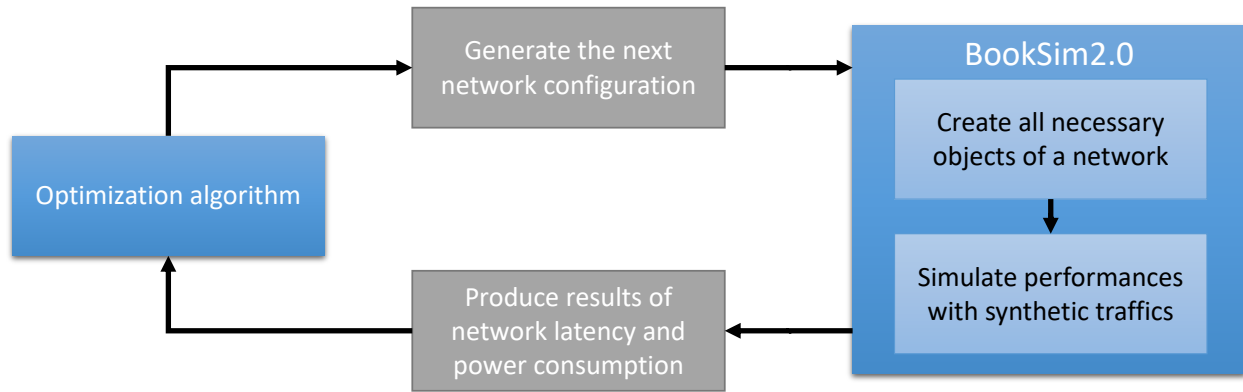 Generate the next
network configuration
BookSim2.0
Create all necessary
objects of a network
Optimization algorithm
Simulate performances
with synthetic traffics
Produce results of
network latency and
power consumption